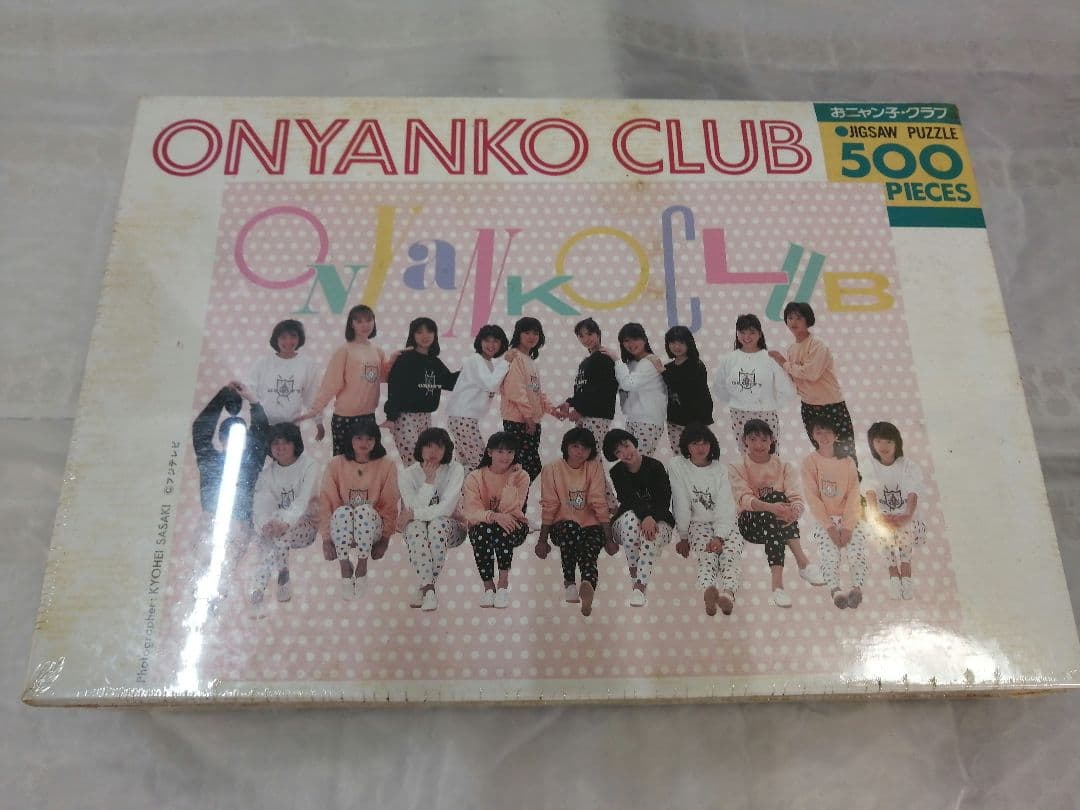 ONYANKO CLUB
おニャン子・クラブ
●JIGSAW PUZZLE
500
PIECES
ONYaNKO CLUB
Photographer: KYOHEI SASAKI ©フジテレビ